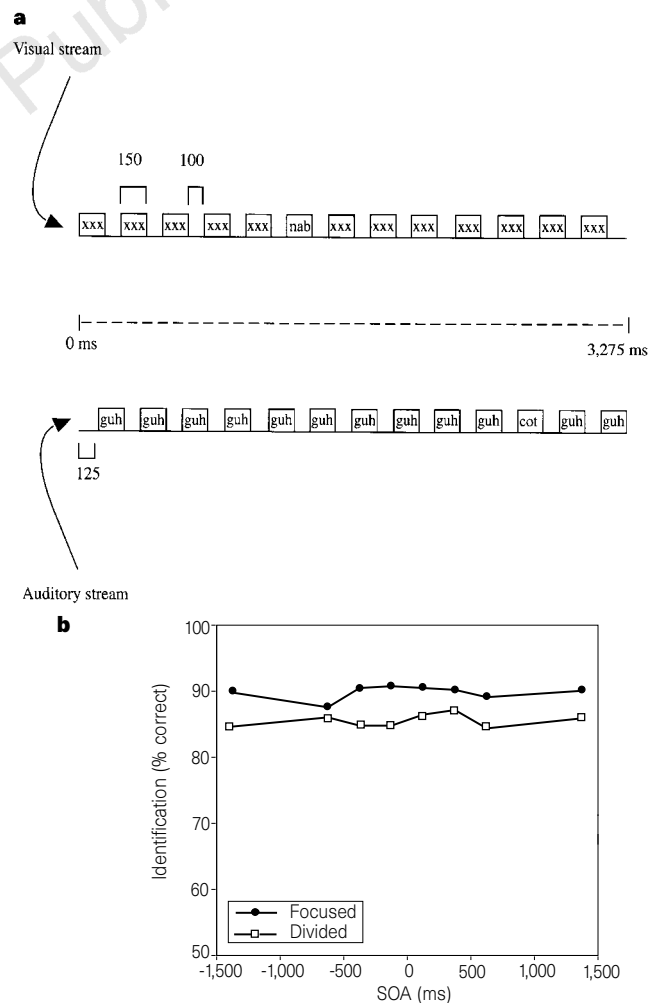 a
Visual stream
150 100
xxx xxx xxx xxx xxx nab xxx xxx xxx xxx xxx xxx xxx
0 ms 3,275 ms
guh guh guh guh guh guh guh guh guh guh cot guh guh
125
Auditory stream
b
100
90
80
70
60
50
Identification (% correct)
Focused
Divided
-1,500 -1,000 -500 0 500 1,000 1,500
SOA (ms)